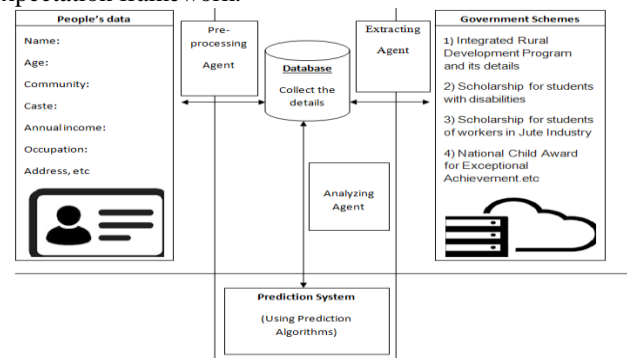 xpectation framework.
People's data
Name:
Age:
Community:
Caste:
Annual income:
Occupation:
Address, etc
Pre-
processing
Agent
Database
Collect the
details
Extracting
Agent
Government Schemes
1) Integrated Rural
Development Program
and its details
2) Scholarship for students
with disabilities
3) Scholarship for students
of workers in Jute Industry
4) National Child Award
for Exceptional
Achievement.etc
Analyzing
Agent
Prediction System
(Using Prediction
Algorithms)